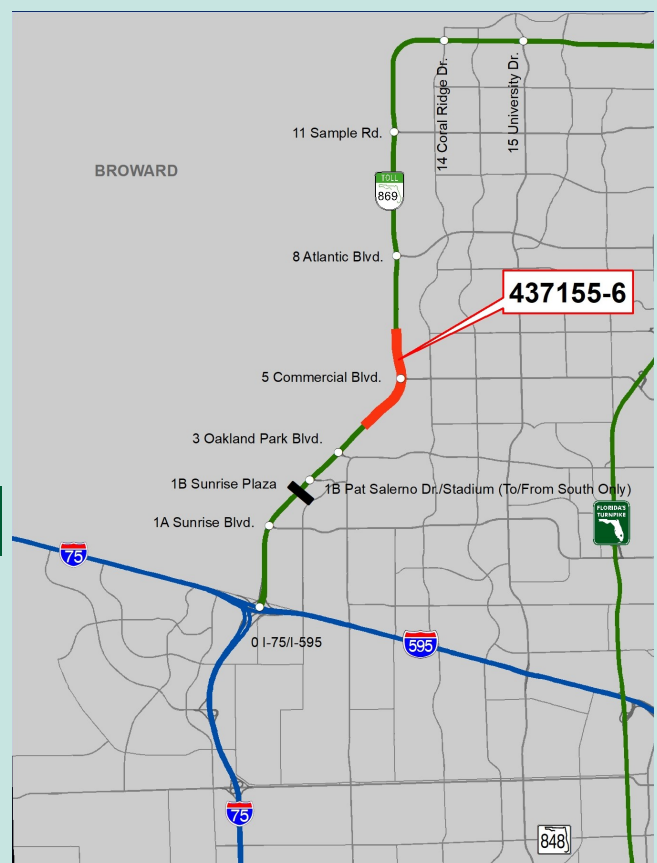 14 Coral Ridge Dr.
15 University Dr.
11 Sample Rd.
BROWARD
TOLL
869
8 Atlantic Blvd.
437155-6
5 Commercial Blvd.
3 Oakland Park Blvd.
1B Sunrise Plaza
1B Pat Salerno Dr./Stadium (To/From South Only)
1A Sunrise Blvd.
FLORIDA'S
TURNPIKE
75
0 I-75/I-595
595
75
848